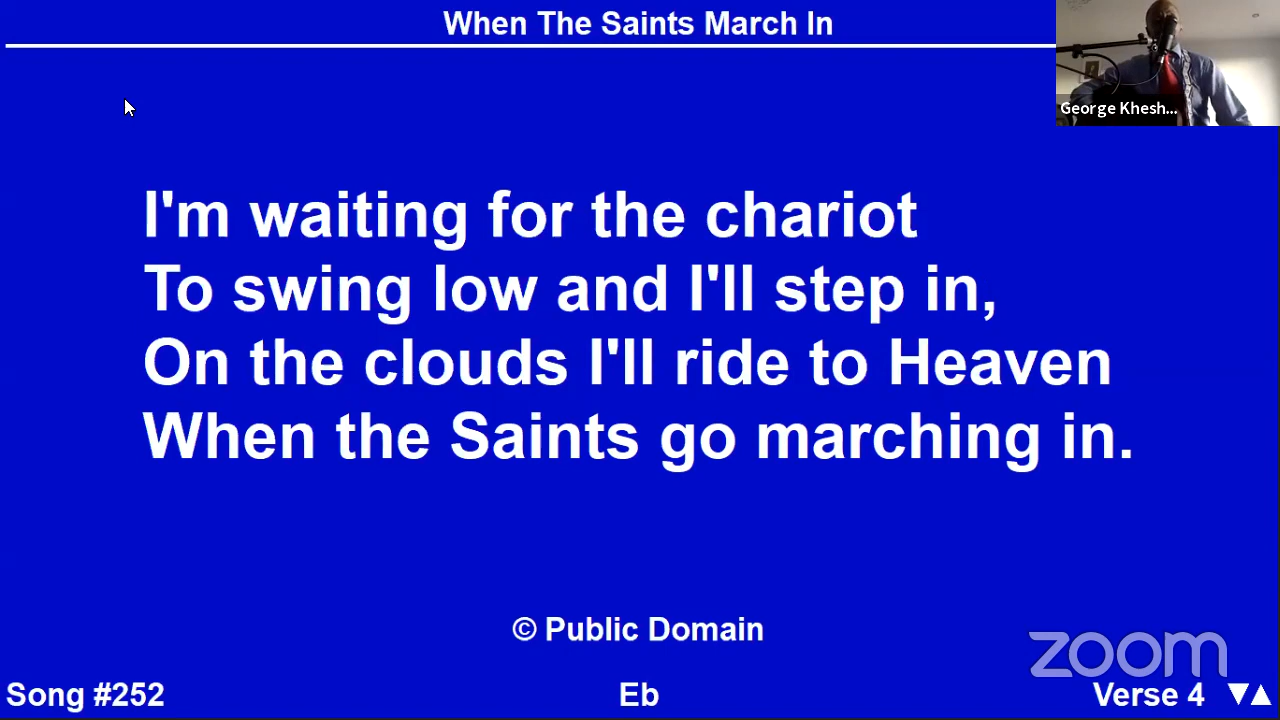 When The Saints March In
George Khesh...
I'm waiting for the chariot
To swing low and I'll step in,
On the clouds I'll ride to Heaven
When the Saints go marching in.
© Public Domain
zoom
Song #252
Eb
Verse 4